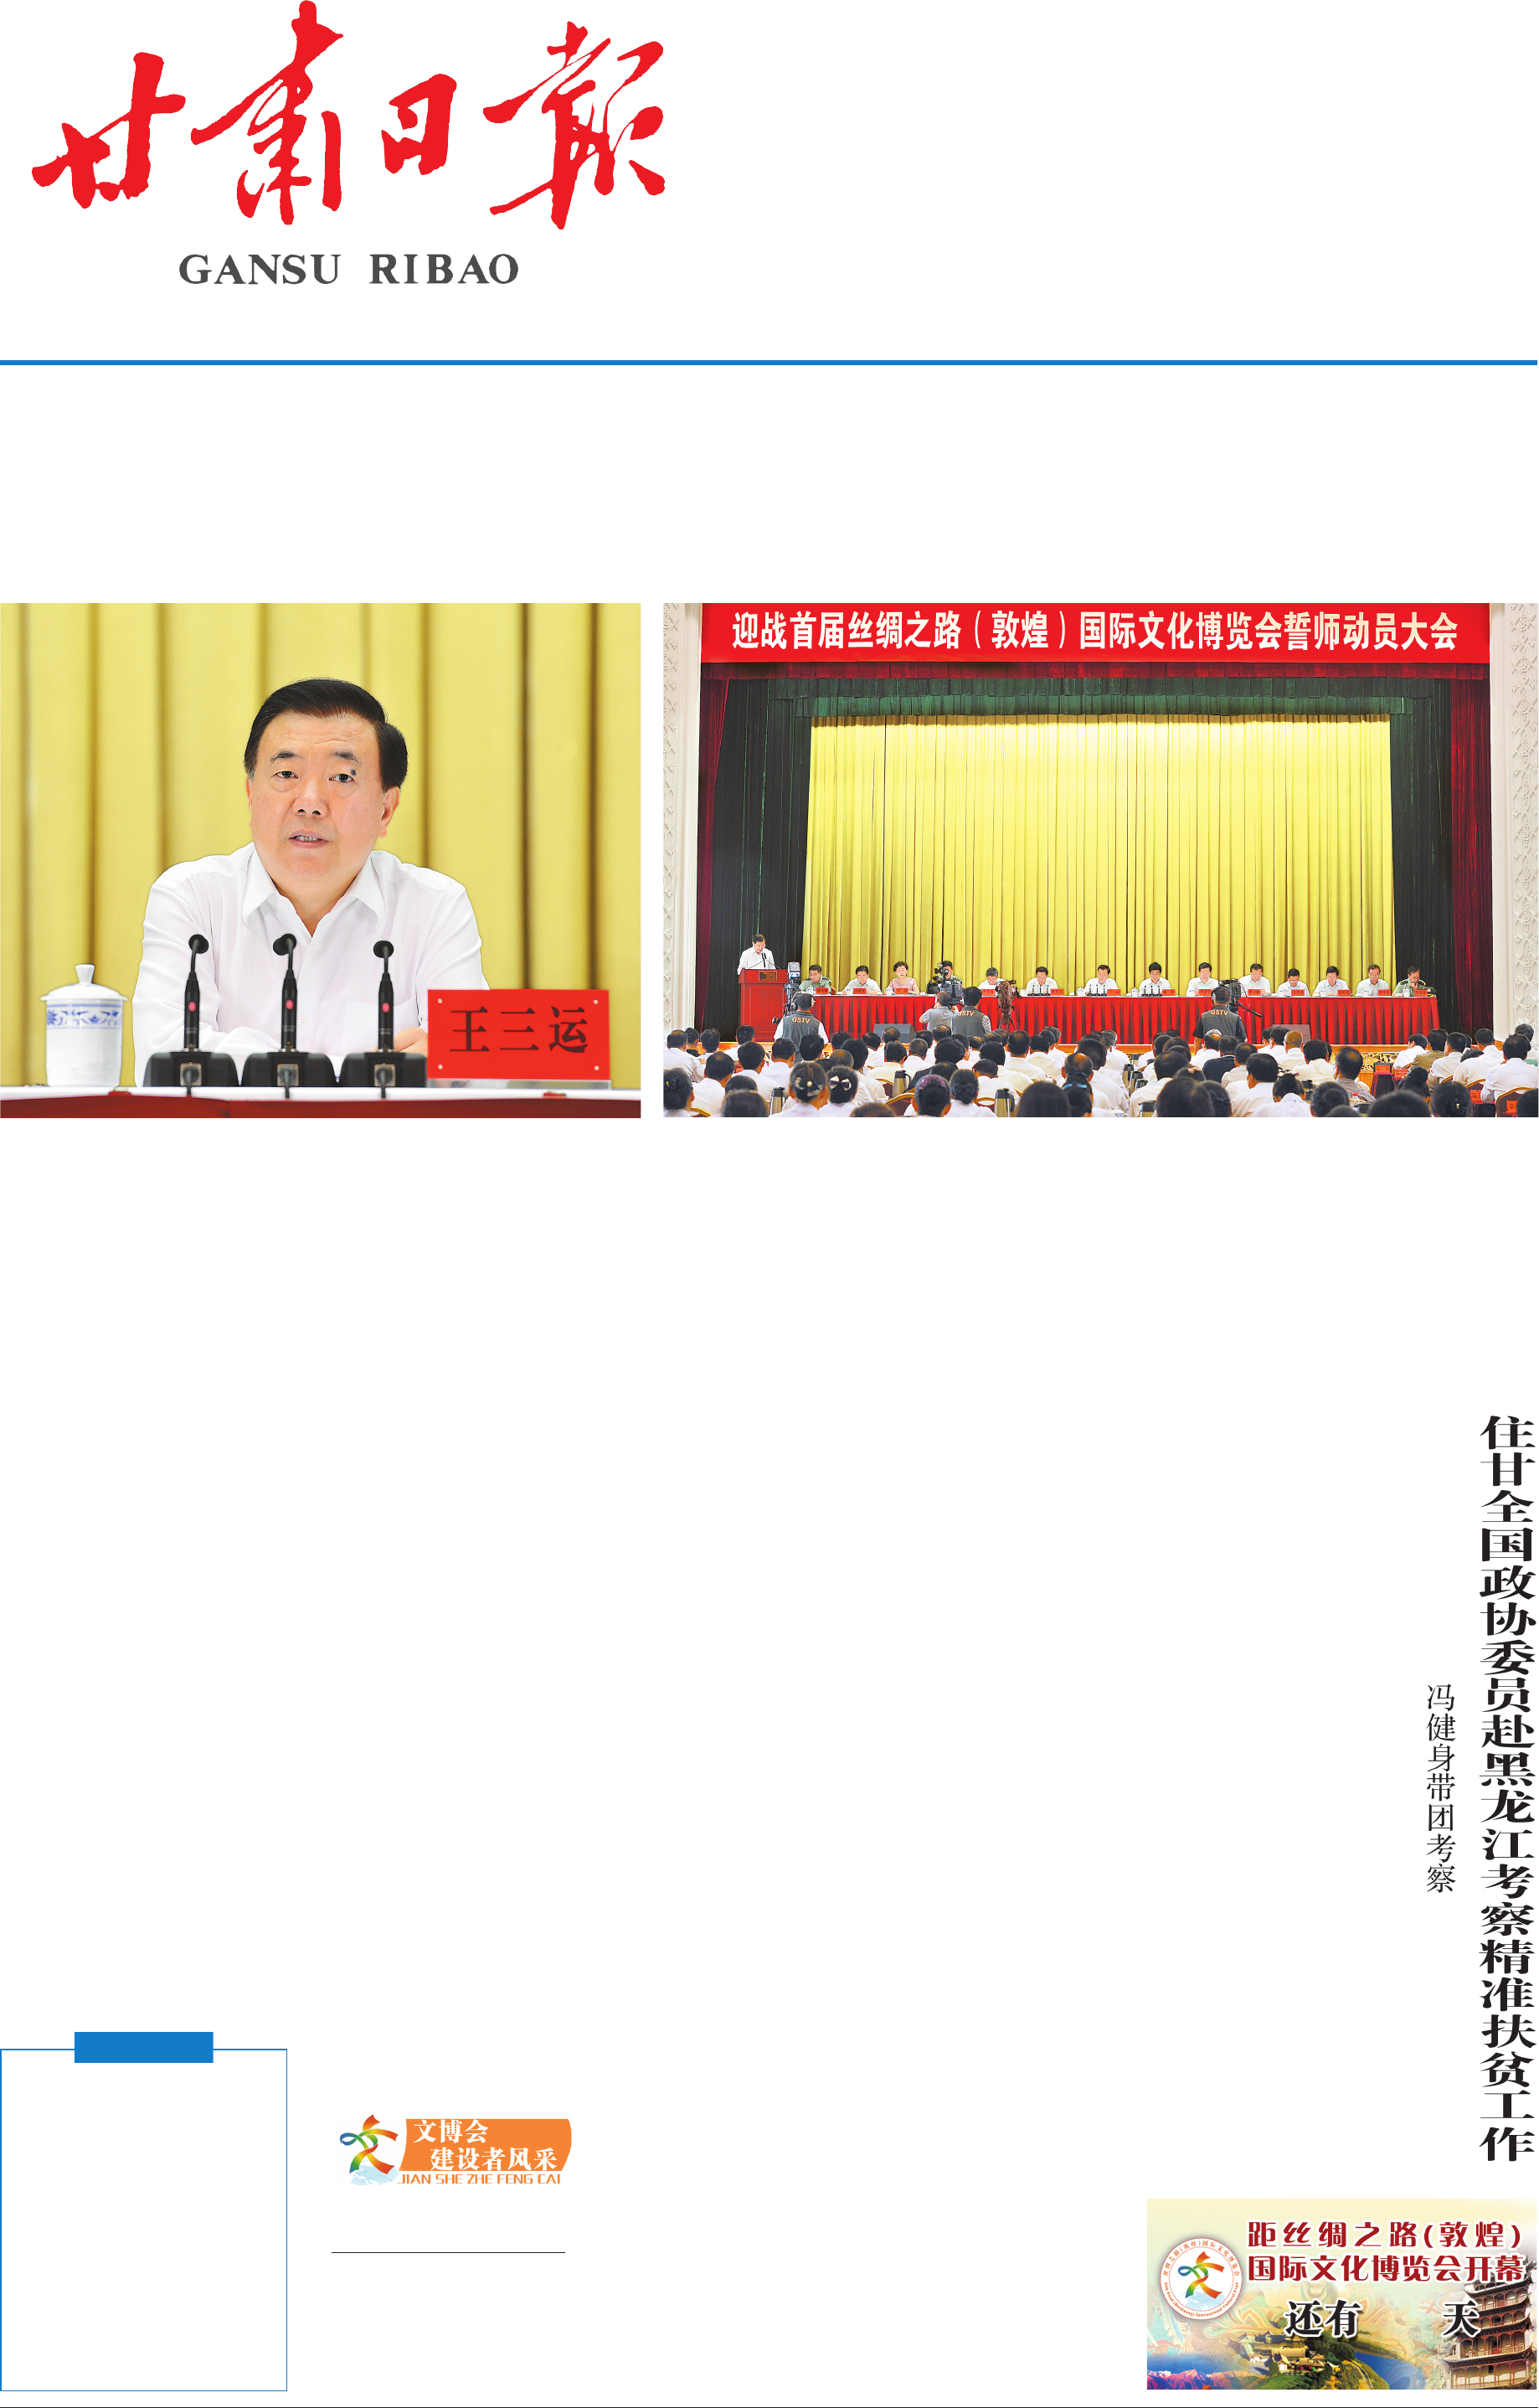 甘肃日報
GANSU RIBAO
迎战首届丝绸之路（敦煌）国际文化博览会誓师动员大会
王三运
GSTV
GSTV
GSTV
住甘全国政协委员赴黑龙江考察精准扶贫工作
冯健身带团考察
文博会
建设者风采
JIAN SHE ZHE FENG CAI
距丝绸之路(敦煌)
国际文化博览会开幕
还有 天